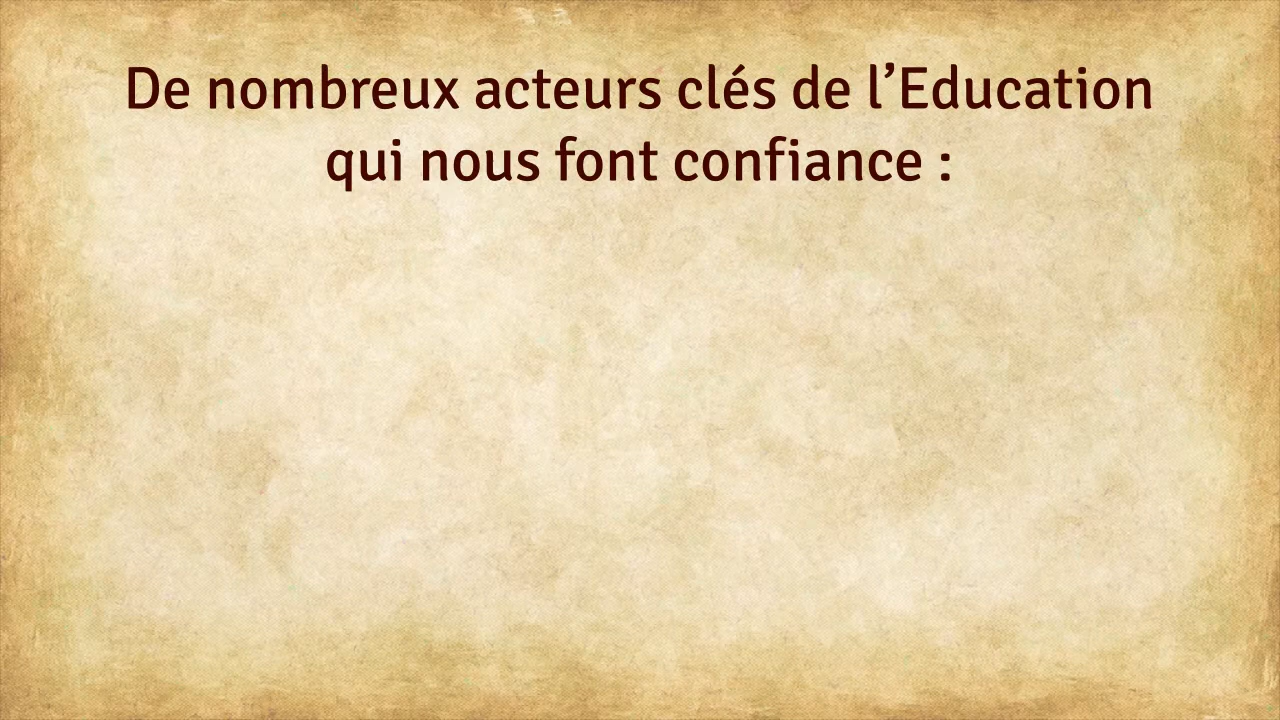 De nombreux acteurs clés de l’Education
qui nous font confiance :